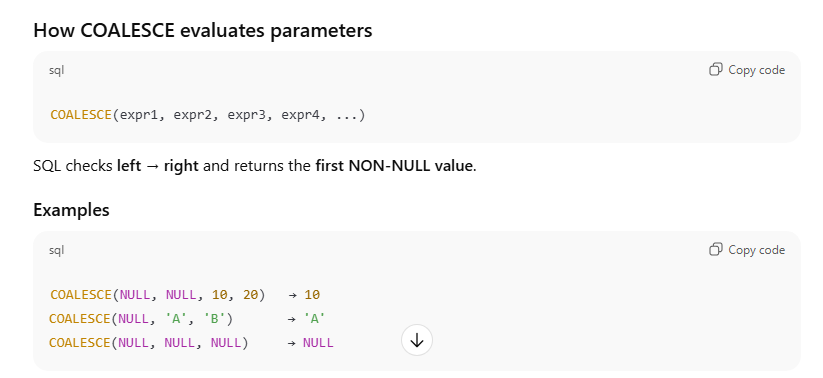 How COALESCE evaluates parameters
sql
Copy code
COALESCE(expr1, expr2, expr3, expr4, ...)
SQL checks left → right and returns the first NON-NULL value.
Examples
sql
Copy code
COALESCE(NULL, NULL, 10, 20)   → 10
COALESCE(NULL, 'A', 'B')       → 'A'
COALESCE(NULL, NULL, NULL)     → NULL